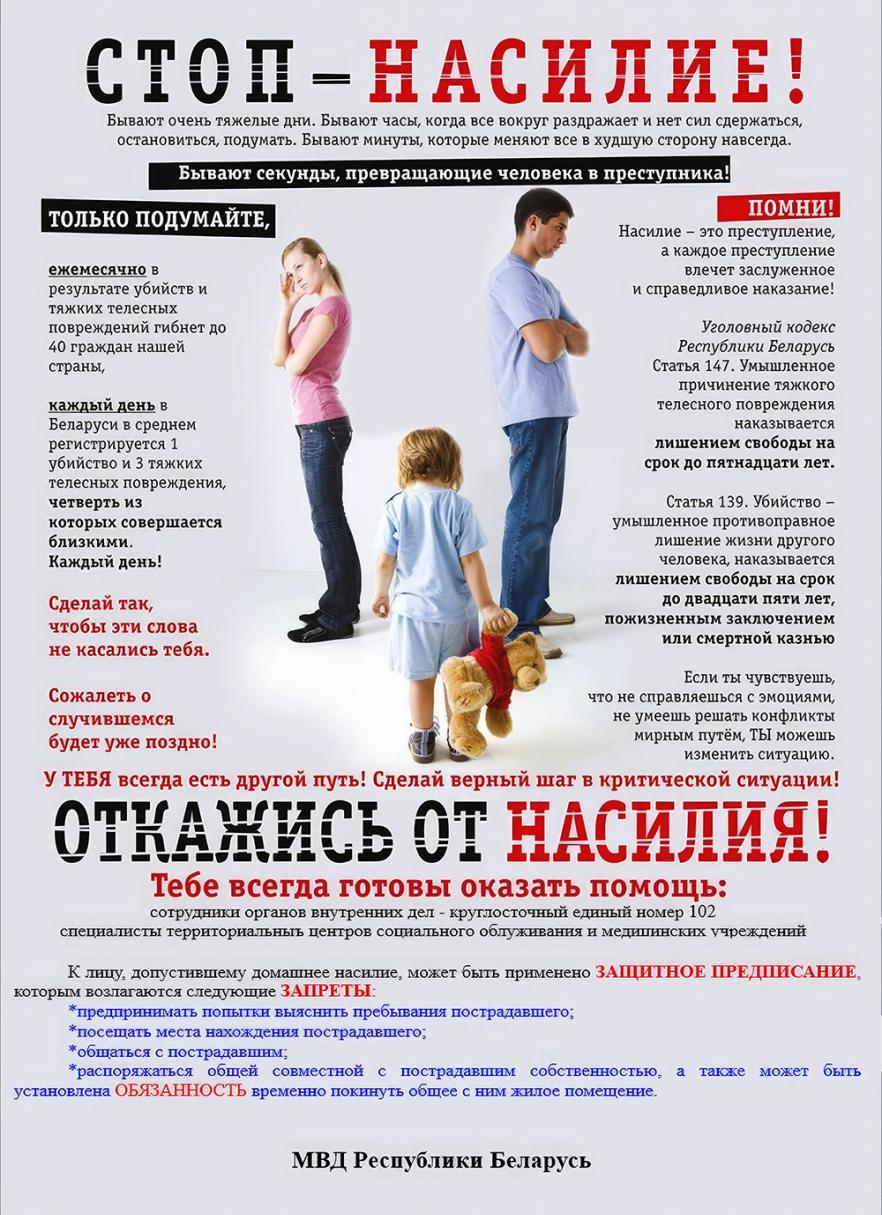 СТОП – НАСИЛИЕ!
Бывают очень тяжелые дни. Бывают часы, когда все вокруг раздражает и нет сил сдержаться,
остановиться, подумать. Бывают минуты, которые меняют все в худшую сторону навсегда.
Бывают секунды, превращающие человека в преступника!
ТОЛЬКО ПОДУМАЙТЕ,
ежемесячно в
результате убийств и
тяжких телесных
повреждений гибнет до
40 граждан нашей
страны,
каждый день в
Беларуси в среднем
регистрируется 1
убийство и 3 тяжких
телесных повреждения,
четверть из
которых совершается
близкими.
Каждый день!
Сделай так,
чтобы эти слова
не касались тебя.
Сожалеть о
случившемся
будет уже поздно!
ПОМНИ!
Насилие – это преступление,
а каждое преступление
влечет заслуженное
и справедливое наказание!
Уголовный кодекс
Республики Беларусь
Статья 147. Умышленное
причинение тяжкого
телесного повреждения
наказывается
лишением свободы на
срок до пятнадцати лет.
Статья 139. Убийство –
умышленное противоправное
лишение жизни другого
человека, наказывается
лишением свободы на срок
до двадцати пяти лет,
пожизненным заключением
или смертной казнью
Если ты чувствуешь,
что не справляешься с эмоциями,
не умеешь решать конфликты
мирным путём, ТЫ можешь
изменить ситуацию.
У ТЕБЯ всегда есть другой путь! Сделай верный шаг в критической ситуации!
ОТКАЖИСЬ ОТ НАСИЛИЯ!
Тебе всегда готовы оказать помощь:
сотрудники органов внутренних дел - круглосточный единый номер 102
специалисты территориальнъ центров социального облуживания и медицинских учреждений
К лицу, допустившему домашнее насилие, может быть применено ЗАЩИТНОЕ ПРЕДПИСАНИЕ,
которым возлагаются следующие ЗАПРЕТЫ:
*предпринимать попытки выяснить пребывания пострадавшего;
*посещать места нахождения пострадавшего;
*общаться с пострадавшим;
*распоряжаться общей совместной с пострадавшим собственностью, а также может быть
установлена ОБЯЗАННОСТЬ временно покинуть общее с ним жилое помещение.
МВД Республики Беларусь